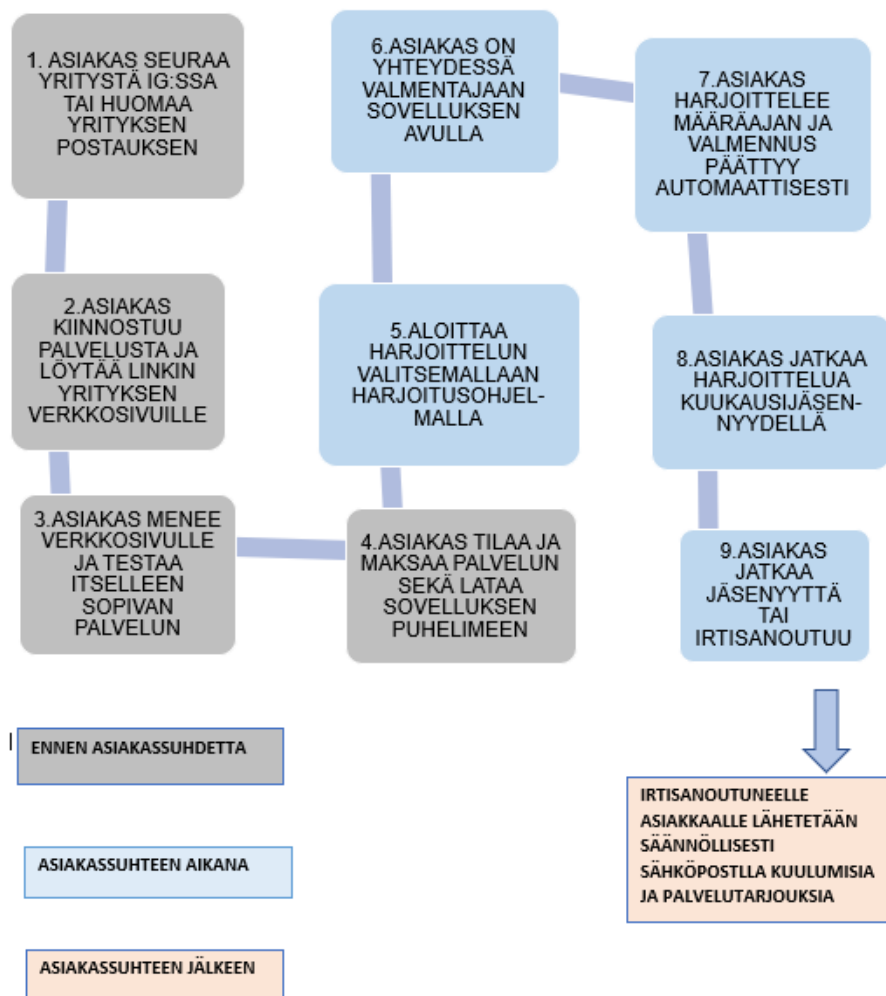 1. ASIAKAS SEURAA
YRITYSTÄ IG:SSA
TAI HUOMAA
YRITYKSEN
POSTAUKSEN
2.ASIAKAS
KIINNOSTUU
PALVELUSTA JA
LÖYTÄÄ LINKIN
YRITYKSEN
VERKKOSIVUILLE
3.ASIAKAS MENEE
VERKKOSIVULLE
JA TESTAA
ITSELLEEN
SOPIVAN
PALVELUN
4.ASIAKAS TILAA JA
MAKSAA PALVELUN
SEKÄ LATAA
SOVELLUKSEN
PUHELIMEEN
5.ALOITTAA
HARJOITTELUN
VALITSEMALLAAN
HARJOITUSOHJEL-
MALLA
6.ASIAKAS ON
YHTEYDESSÄ
VALMENTAJAAN
SOVELLUKSEN
AVULLA
7.ASIAKAS
HARJOITTELEE
MÄÄRÄAJAN JA
VALMENNUS
PÄÄTTYY
AUTOMAATTISESTI
8.ASIAKAS JATKAA
HARJOITTELUA
KUUKAUSIJÄSEN-
NYYDELLÄ
9.ASIAKAS
JATKAA
JÄSENYYTTÄ
TAI
IRTISANOUTUU
IRTISANOUTUNEELLE
ASIAKKAALLE LÄHETETÄÄN
SÄÄNNÖLLISESTI
SÄHKÖPOSTLLA KUULUMISIA
JA PALVELUTARJOUKSIA
ENNEN ASIAKASSUHDETTA
ASIAKASSUHTEEN AIKANA
ASIAKASSUHTEEN JÄLKEEN